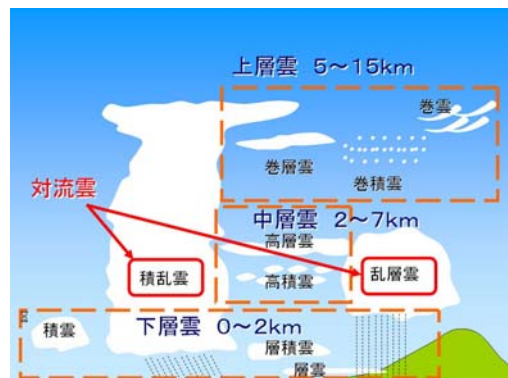 上層雲 5～15km
巻雲
巻層雲
巻積雲
対流雲
中層雲 2～7km
高層雲
高積雲
積乱雲
乱層雲
下層雲 0～2km
積雲
層積雲
層雲